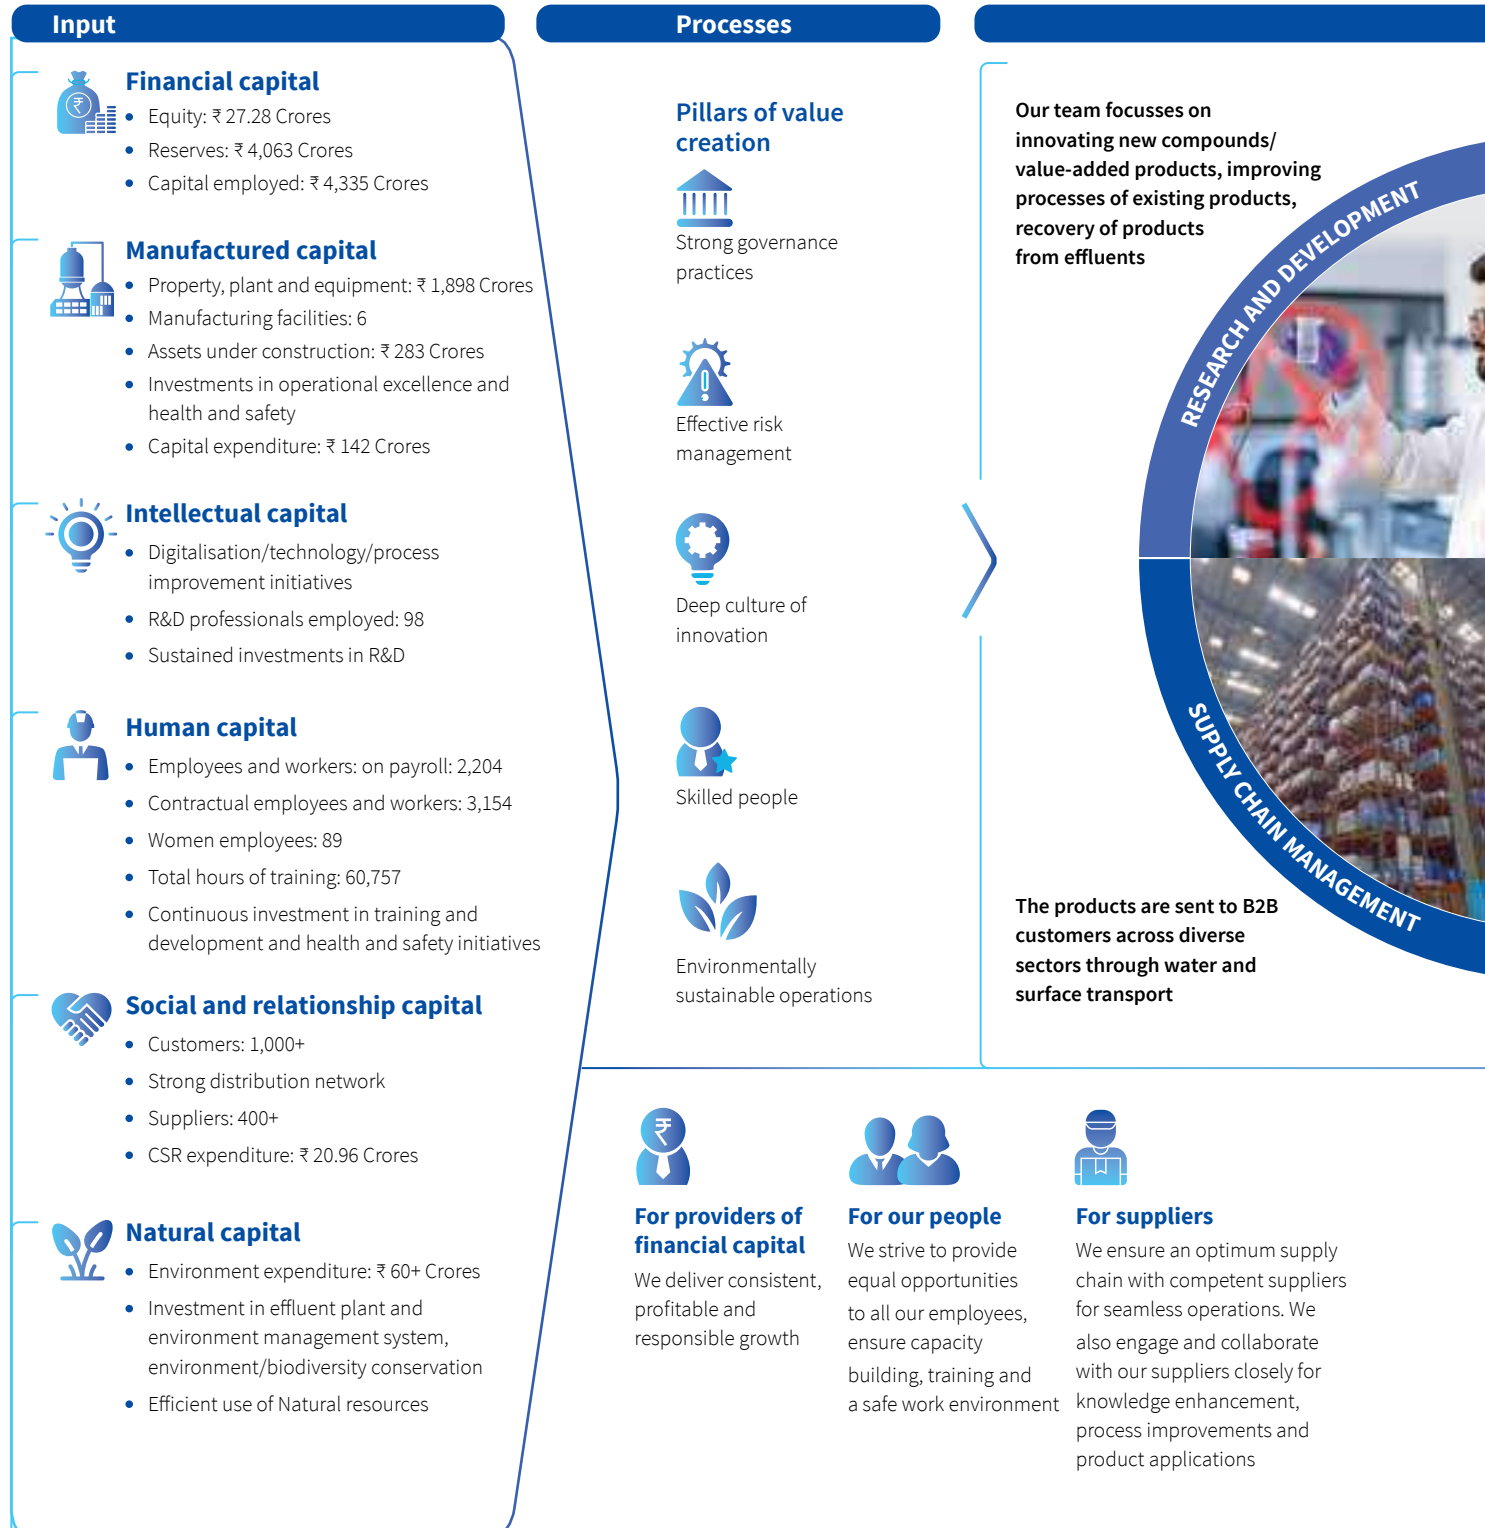 Input
Financial capital
• Equity: ₹ 27.28 Crores
• Reserves: ₹ 4,063 Crores
• Capital employed: ₹ 4,335 Crores
Manufactured capital
• Property, plant and equipment: ₹ 1,898 Crores
• Manufacturing facilities: 6
• Assets under construction: ₹ 283 Crores
• Investments in operational excellence and
health and safety
• Capital expenditure: ₹ 142 Crores
Intellectual capital
• Digitalisation/technology/process
improvement initiatives
• R&D professionals employed: 98
• Sustained investments in R&D
Human capital
• Employees and workers: on payroll: 2,204
• Contractual employees and workers: 3,154
• Women employees: 89
• Total hours of training: 60,757
• Continuous investment in training and
development and health and safety initiatives
Social and relationship capital
• Customers: 1,000+
• Strong distribution network
• Suppliers: 400+
• CSR expenditure: ₹ 20.96 Crores
Natural capital
• Environment expenditure: ₹ 60+ Crores
• Investment in effluent plant and
environment management system,
environment/biodiversity conservation
• Efficient use of Natural resources
Processes
Pillars of value
creation
Strong governance
practices
Effective risk
management
Deep culture of
innovation
Skilled people
Environmentally
sustainable operations
Our team focusses on
innovating new compounds/
value-added products, improving
processes of existing products,
recovery of products
from effluents
RESEARCH AND DEVELOPMENT
SUPPLY CHAIN MANAGEMENT
The products are sent to B2B
customers across diverse
sectors through water and
surface transport
For providers of
financial capital
We deliver consistent,
profitable and
responsible growth
For our people
We strive to provide
equal opportunities
to all our employees,
ensure capacity
building, training and
a safe work environment
For suppliers
We ensure an optimum supply
chain with competent suppliers
for seamless operations. We
also engage and collaborate
with our suppliers closely for
knowledge enhancement,
process improvements and
product applications